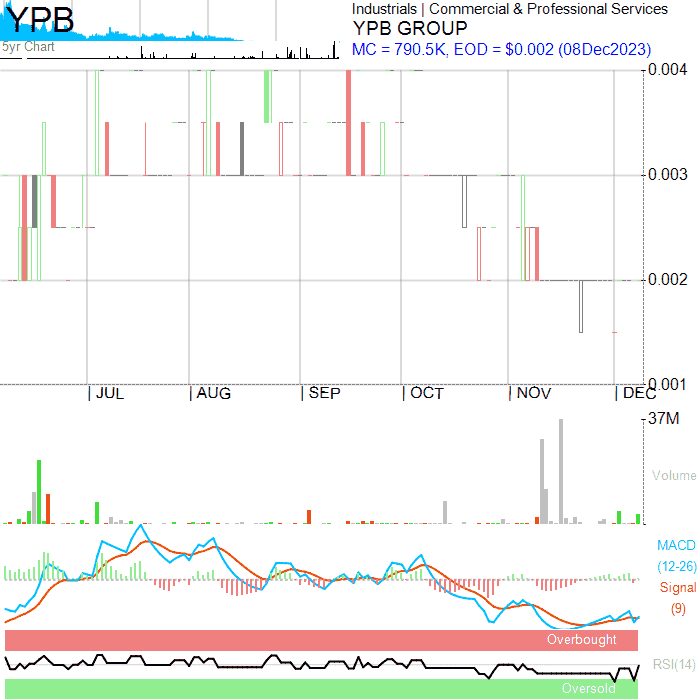 YPB
5yr Chart
Industrials | Commercial & Professional Services
YPB GROUP
MC = 790.5K, EOD = $0.002 (08Dec2023)
0.004
0.003
0.002
0.001
| JUL | AUG | SEP | OCT | NOV | DEC
37M
Volume
MACD
(12-26)
Signal
(9)
Overbought
RSI(14)
Oversold